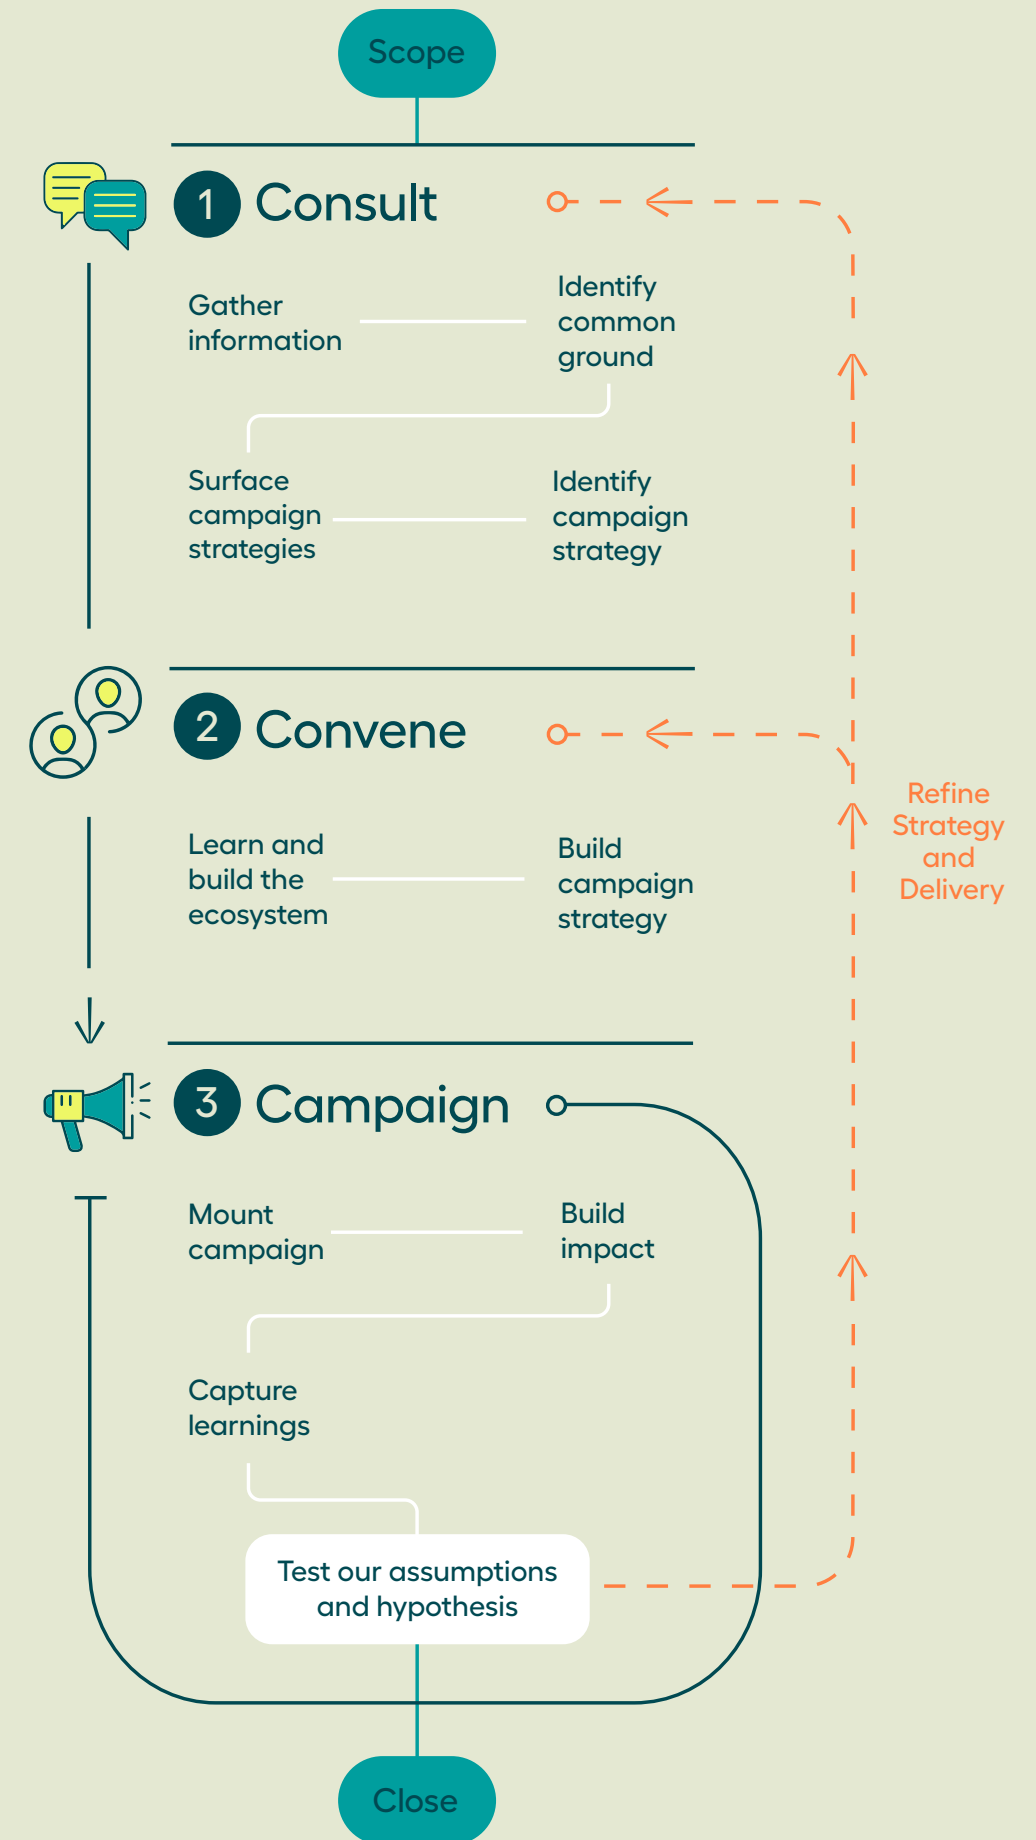 Scope
1 Consult
Gather
information
Identify
common
ground
Surface
campaign
strategies
Identify
campaign
strategy
2 Convene
Refine
Strategy
and
Delivery
Learn and
build the
ecosystem
Build
campaign
strategy
3 Campaign
Mount
campaign
Build
impact
Capture
learnings
Test our assumptions
and hypothesis
Close